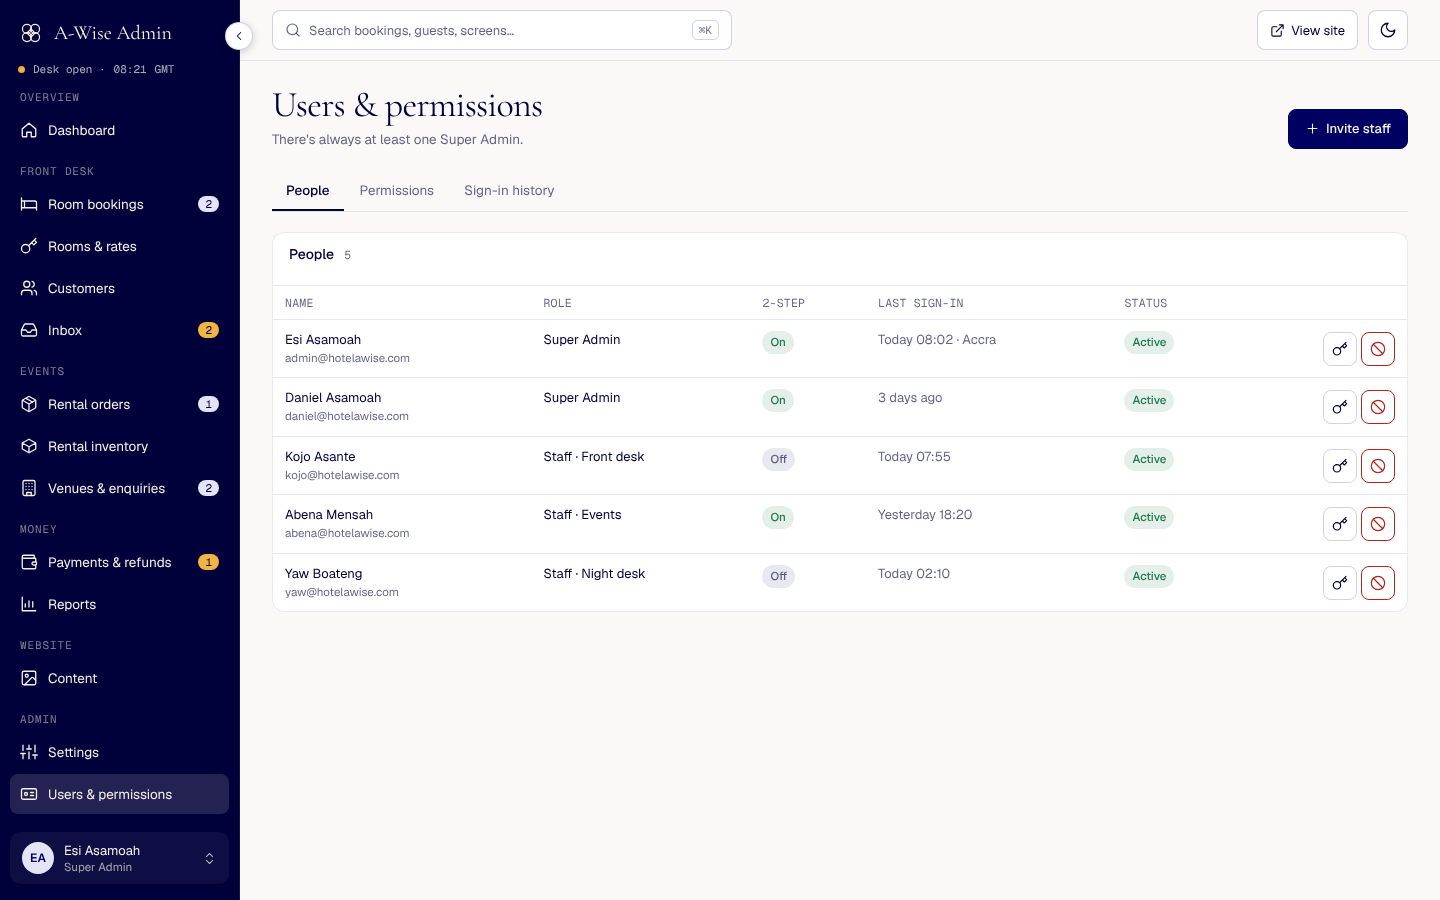 A-Wise Admin
Desk open · 08:21 GMT
OVERVIEW
Dashboard
FRONT DESK
Room bookings 2
Rooms & rates
Customers
Inbox 2
EVENTS
Rental orders 1
Rental inventory
Venues & enquiries 2
MONEY
Payments & refunds 1
Reports
WEBSITE
Content
ADMIN
Settings
Users & permissions
EA
Esi Asamoah
Super Admin
Search bookings, guests, screens... ⌘K
View site
Users & permissions
There's always at least one Super Admin.
Invite staff
People Permissions Sign-in history
People 5
NAME ROLE 2-STEP LAST SIGN-IN STATUS
Esi Asamoah Super Admin On Today 08:02 · Accra Active
admin@hotelawise.com
Daniel Asamoah Super Admin On 3 days ago Active
daniel@hotelawise.com
Kojo Asante Staff · Front desk Off Today 07:55 Active
kojo@hotelawise.com
Abena Mensah Staff · Events On Yesterday 18:20 Active
abena@hotelawise.com
Yaw Boateng Staff · Night desk Off Today 02:10 Active
yaw@hotelawise.com